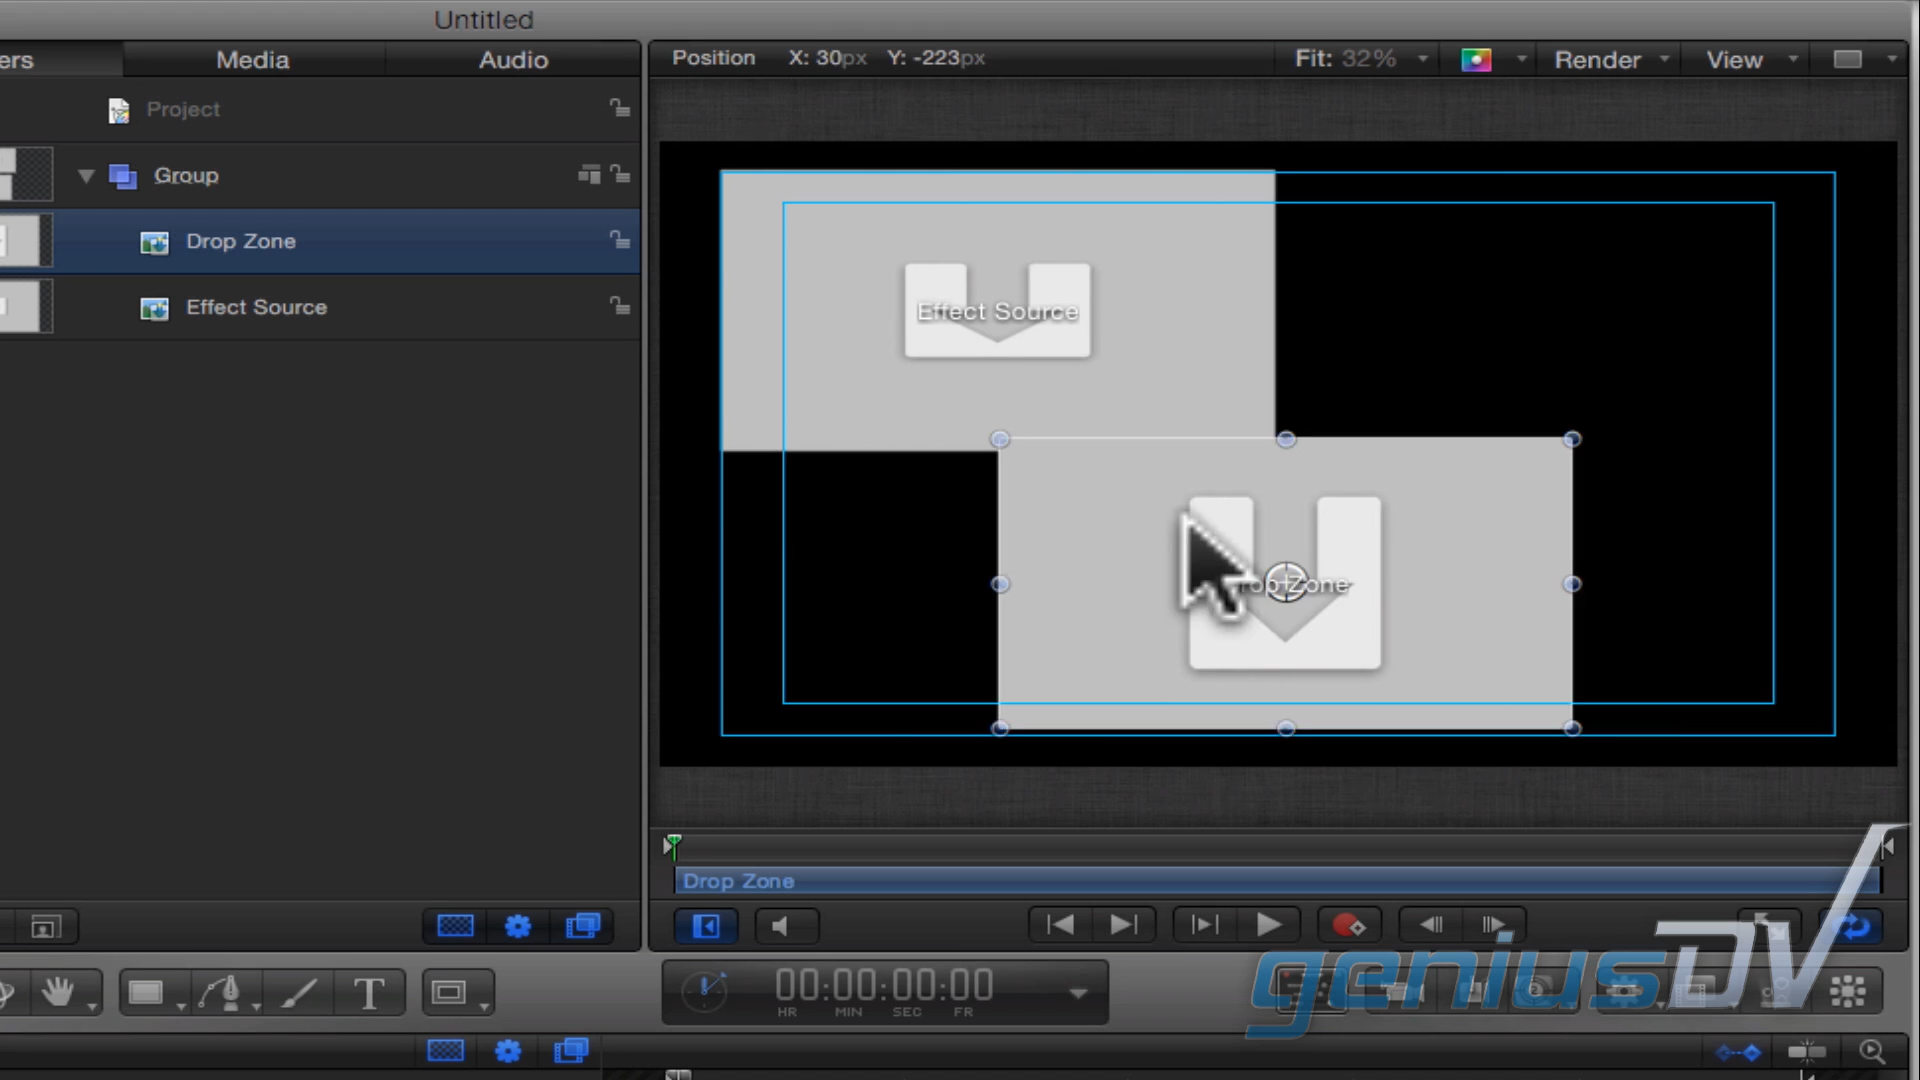 Untitled
ers Media Audio
Position X: 30px Y: -223px Fit: 32% Render View
Project
Group
Drop Zone
Effect Source
Effect Source
rop Zone
Drop Zone
00:00:00:00
HR MIN SEC FR
T
geniusDV